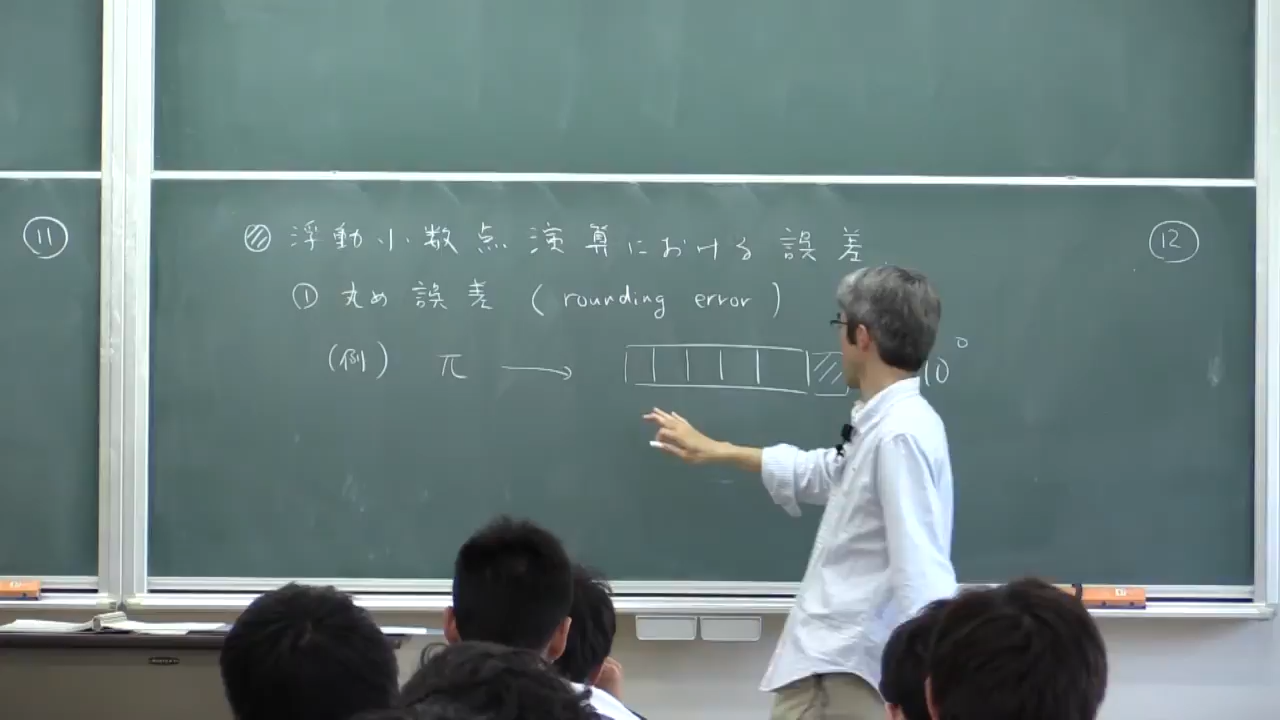 ⑪
浮動小数点演算における誤差
⑫
① 丸め誤差 (rounding error)
(例) π → 10⁰